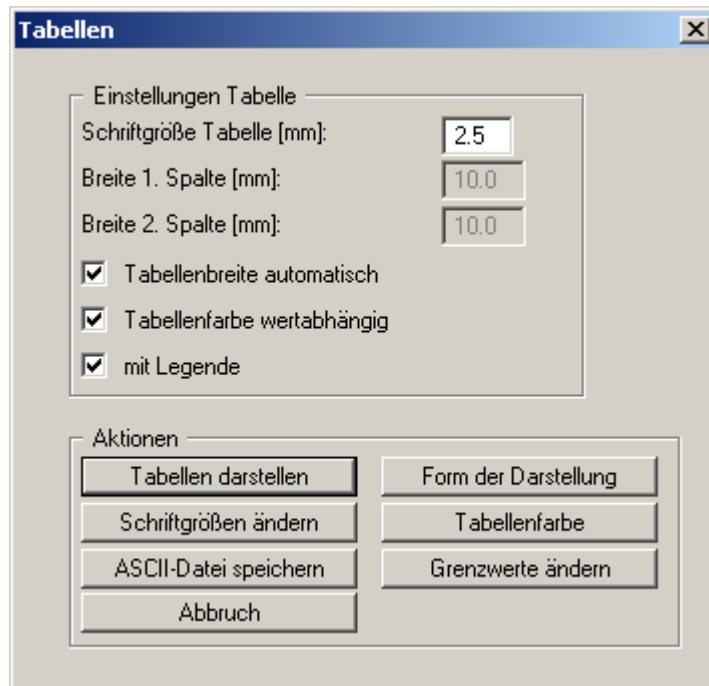 Tabellen
Einstellungen Tabelle
Schriftgröße Tabelle [mm]: 2.5
Breite 1. Spalte [mm]: 10.0
Breite 2. Spalte [mm]: 10.0
Tabellenbreite automatisch
Tabellenfarbe wertabhängig
mit Legende
Aktionen
Tabellen darstellen Form der Darstellung
Schriftgrößen ändern Tabellenfarbe
ASCII-Datei speichern Grenzwerte ändern
Abbruch